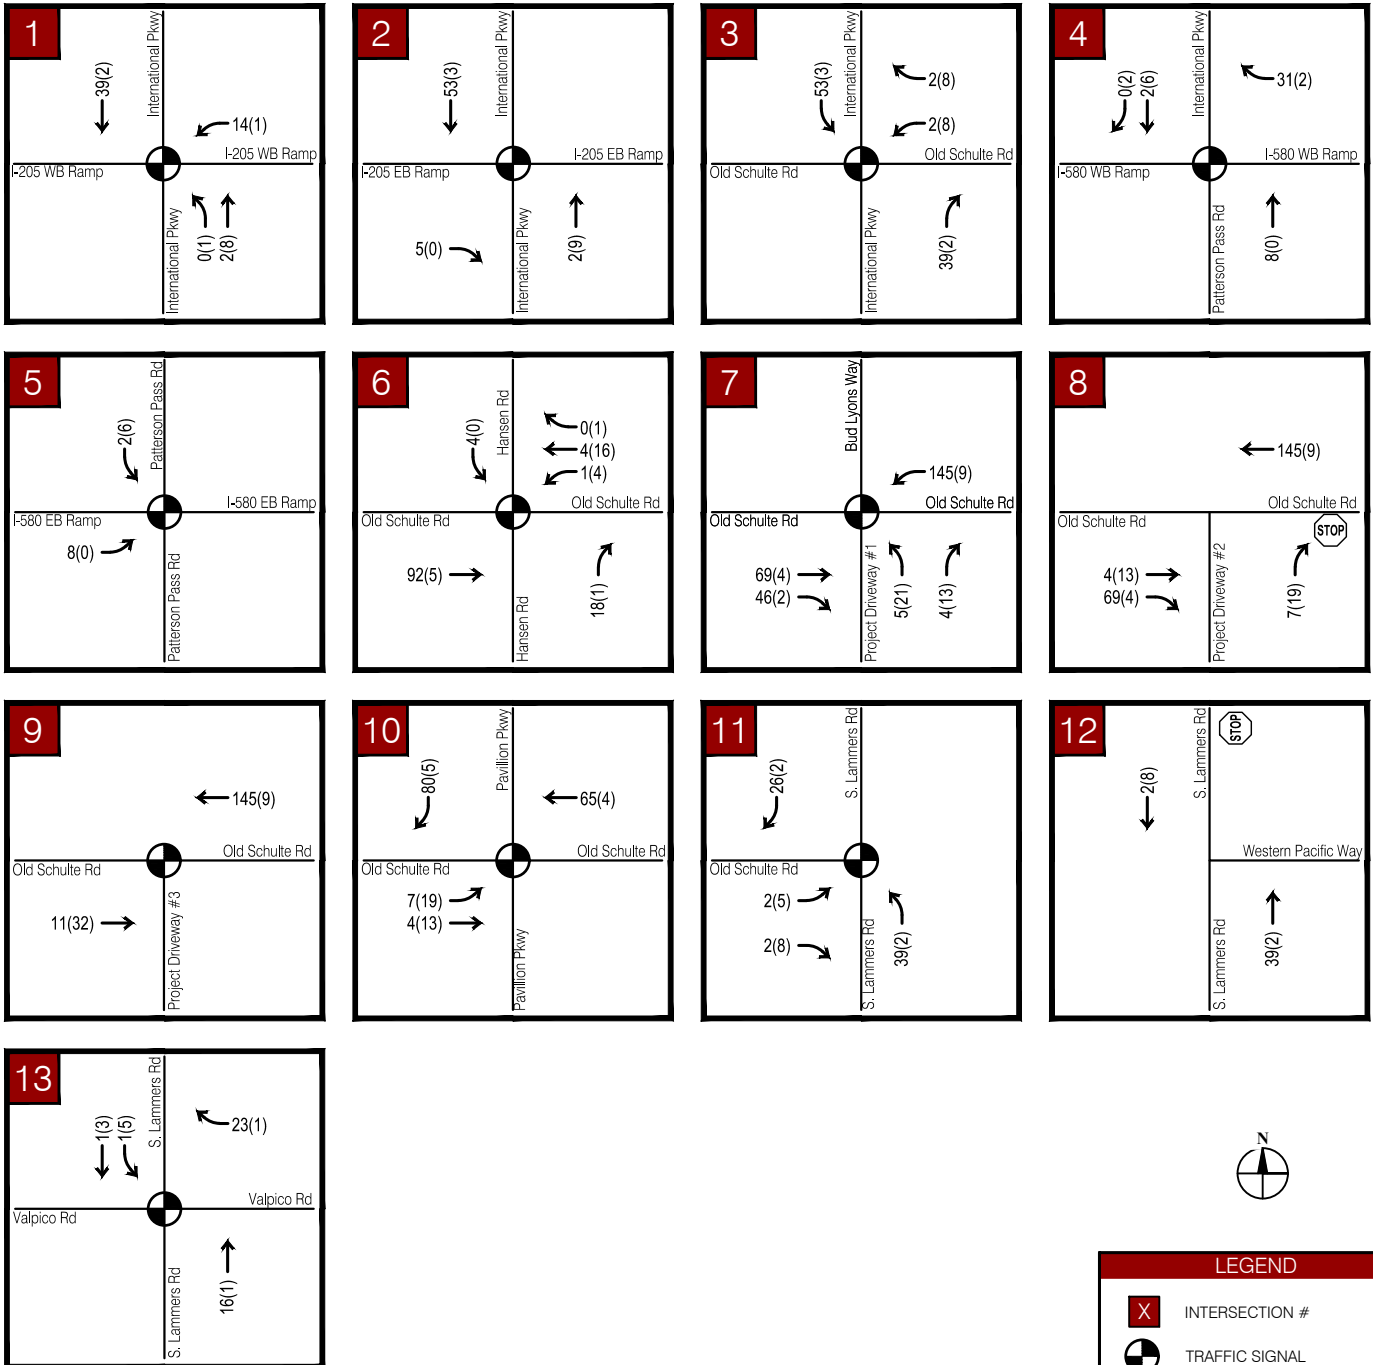 1
39(2)
International Pkwy
14(1)
I-205 WB Ramp
I-205 WB Ramp
0(1)
2(8)
International Pkwy
2
53(3)
International Pkwy
I-205 EB Ramp
I-205 EB Ramp
5(0)
2(9)
International Pkwy
3
53(3)
International Pkwy
2(8)
2(8)
Old Schulte Rd
Old Schulte Rd
39(2)
International Pkwy
4
0(2)
2(6)
International Pkwy
31(2)
I-580 WB Ramp
I-580 WB Ramp
8(0)
Patterson Pass Rd
5
2(6)
Patterson Pass Rd
I-580 EB Ramp
I-580 EB Ramp
8(0)
Patterson Pass Rd
6
4(0)
Hansen Rd
0(1)
4(16)
1(4)
Old Schulte Rd
Old Schulte Rd
92(5)
18(1)
Hansen Rd
7
Bud Lyons Way
145(9)
Old Schulte Rd
Old Schulte Rd
69(4)
46(2)
Project Driveway #1
5(21)
4(13)
8
145(9)
Old Schulte Rd
Old Schulte Rd
STOP
4(13)
69(4)
Project Driveway #2
7(19)
9
145(9)
Old Schulte Rd
Old Schulte Rd
11(32)
Project Driveway #3
10
80(5)
Pavillion Pkwy
65(4)
Old Schulte Rd
Old Schulte Rd
7(19)
4(13)
Pavillion Pkwy
11
26(2)
S. Lammers Rd
Old Schulte Rd
2(5)
2(8)
39(2)
S. Lammers Rd
12
2(8)
S. Lammers Rd
STOP
Western Pacific Way
39(2)
S. Lammers Rd
13
1(3)
1(5)
S. Lammers Rd
23(1)
Valpico Rd
Valpico Rd
16(1)
S. Lammers Rd
N
LEGEND
X INTERSECTION #
TRAFFIC SIGNAL